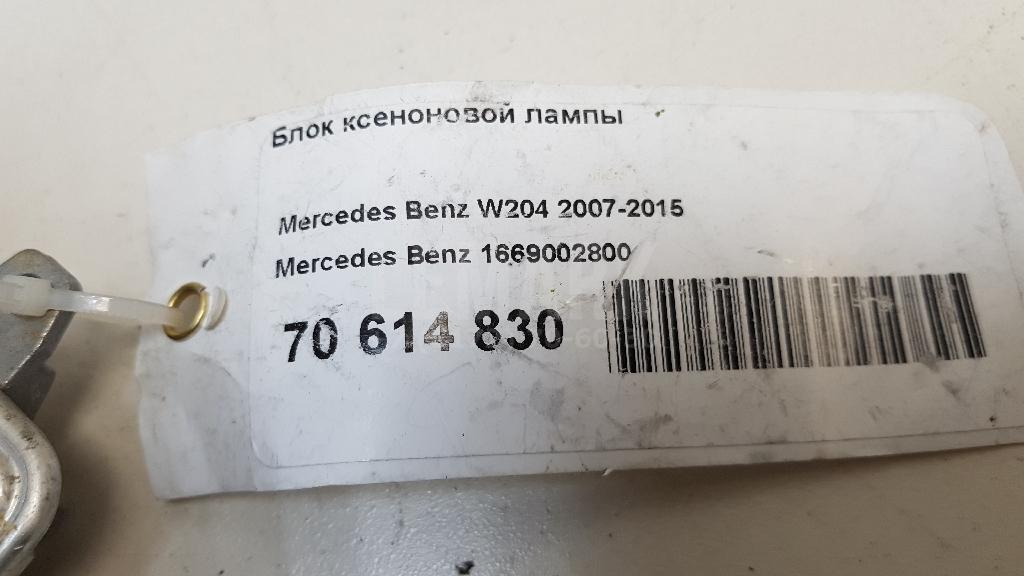 Блок ксеноновой лампы
Mercedes Benz W204 2007-2015
Mercedes Benz 1669002800
70 614 830